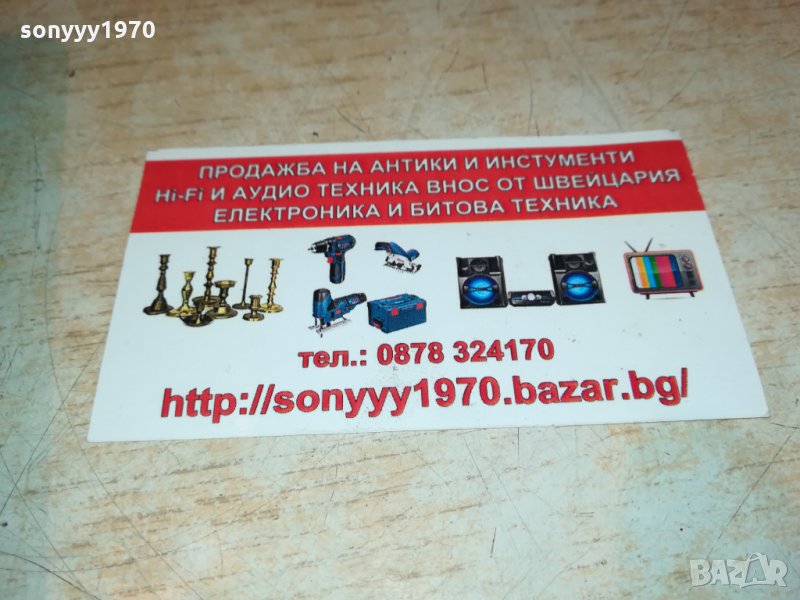 sonyyy1970
ПРОДАЖБА НА АНТИКИ И ИНСТУМЕНТИ
Hi-Fi И АУДИО ТЕХНИКА ВНОС ОТ ШВЕЙЦАРИЯ
ЕЛЕКТРОНИКА И БИТОВА ТЕХНИКА
тел.: 0878 324170
http://sonyyy1970.bazar.bg/
BAZAR